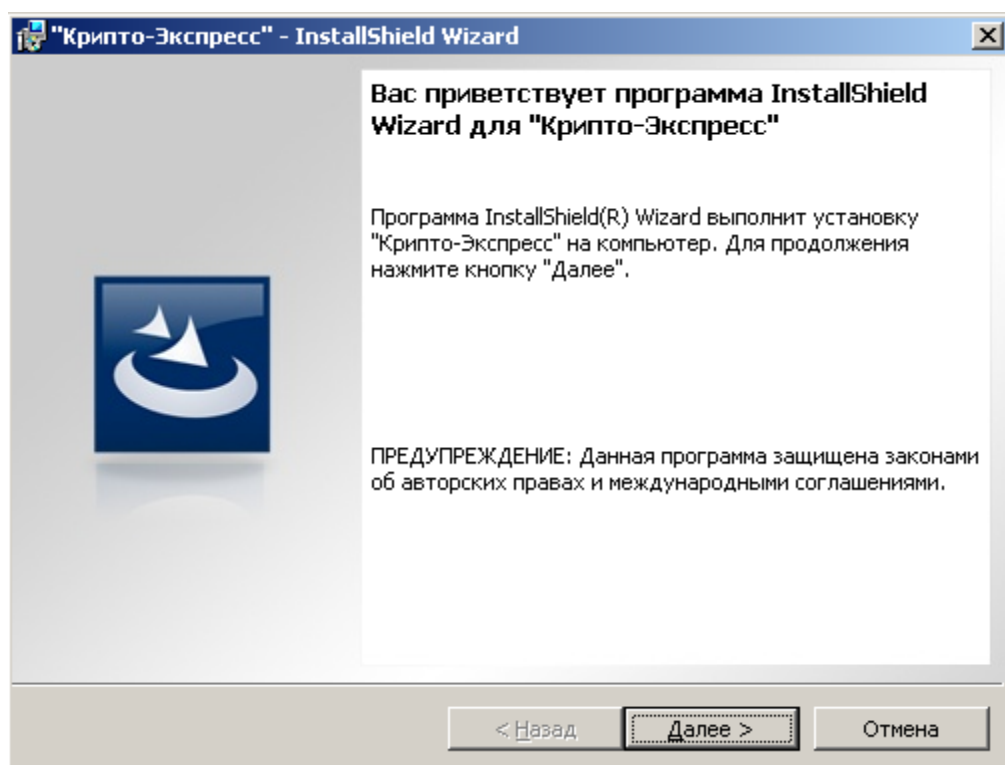 "Крипто-Экспресс" - InstallShield Wizard
Вас приветствует программа InstallShield
Wizard для "Крипто-Экспресс"
Программа InstallShield(R) Wizard выполнит установку
"Крипто-Экспресс" на компьютер. Для продолжения
нажмите кнопку "Далее".
ПРЕДУПРЕЖДЕНИЕ: Данная программа защищена законами
об авторских правах и международными соглашениями.
< Назад Далее > Отмена